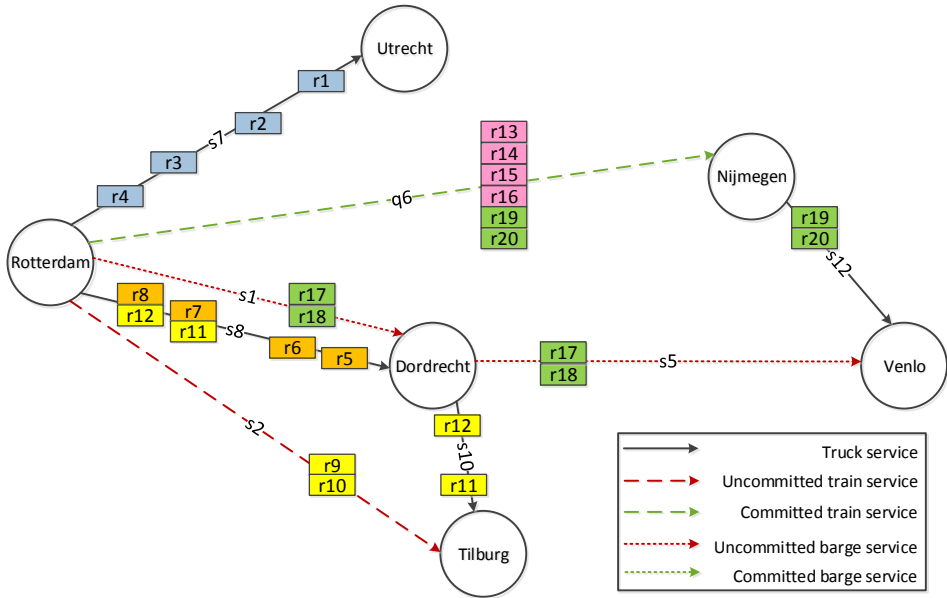 Utrecht
r1
r2
s7
r3
r4
r13
r14
r15
r16
r19
r20
q6
Nijmegen
r19
r20
s12
Rotterdam
s1
r17
r18
r8
r12
r7
r11
s8
r6
r5
Dordrecht
r17
r18
s5
Venlo
s2
r12
s10
r11
r9
r10
Tilburg
Truck service
Uncommitted train service
Committed train service
Uncommitted barge service
Committed barge service